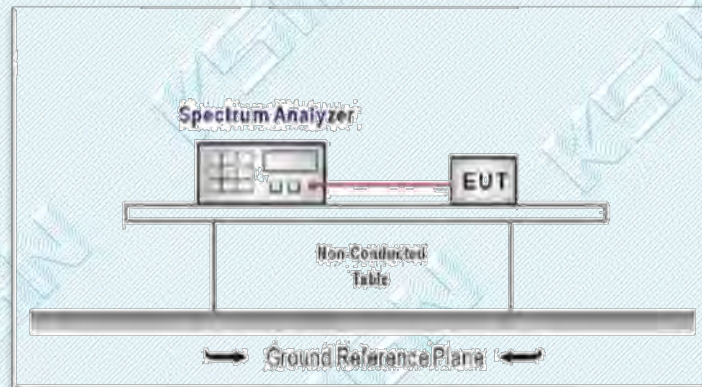 Spectrum Analyzer
EUT
Non-Conducted
Table
Ground Reference Plane